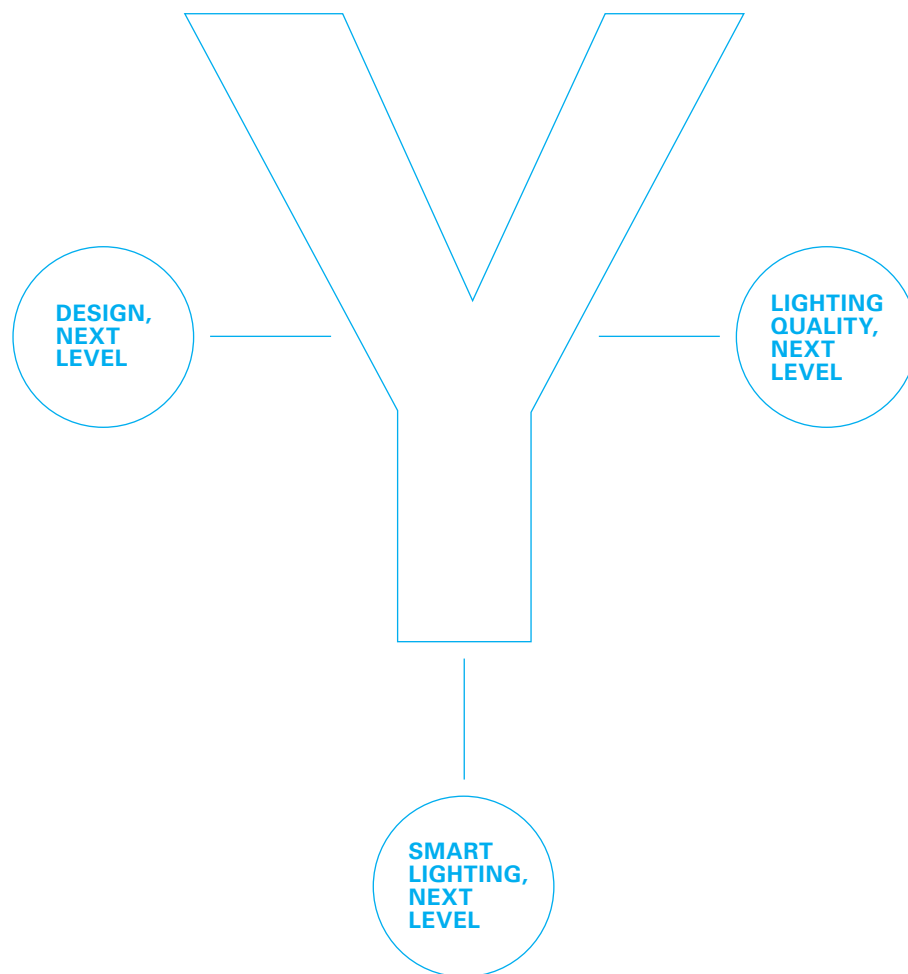 Y
DESIGN,
NEXT
LEVEL
LIGHTING
QUALITY,
NEXT
LEVEL
SMART
LIGHTING,
NEXT
LEVEL